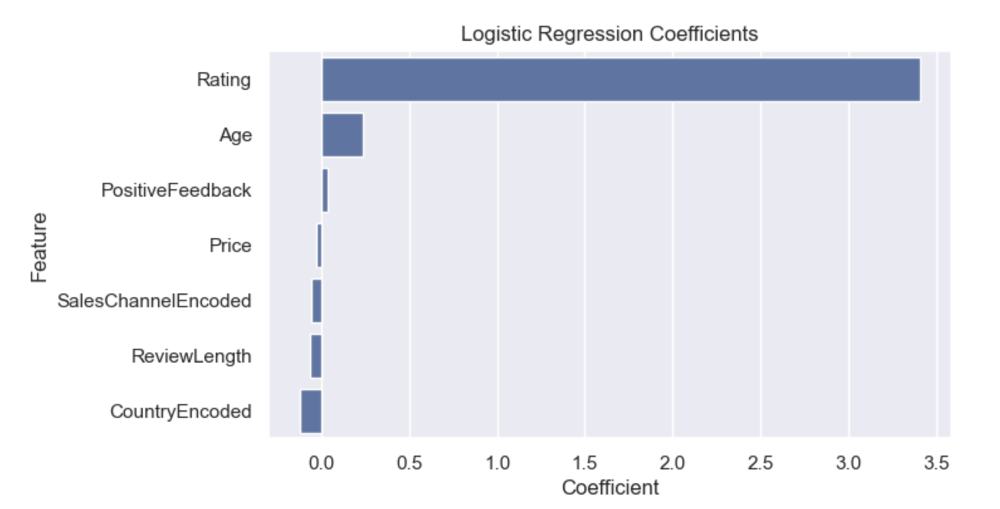 Logistic Regression Coefficients
Rating
Age
PositiveFeedback
Price
SalesChannelEncoded
ReviewLength
CountryEncoded
Feature
0.0 0.5 1.0 1.5 2.0 2.5 3.0 3.5
Coefficient